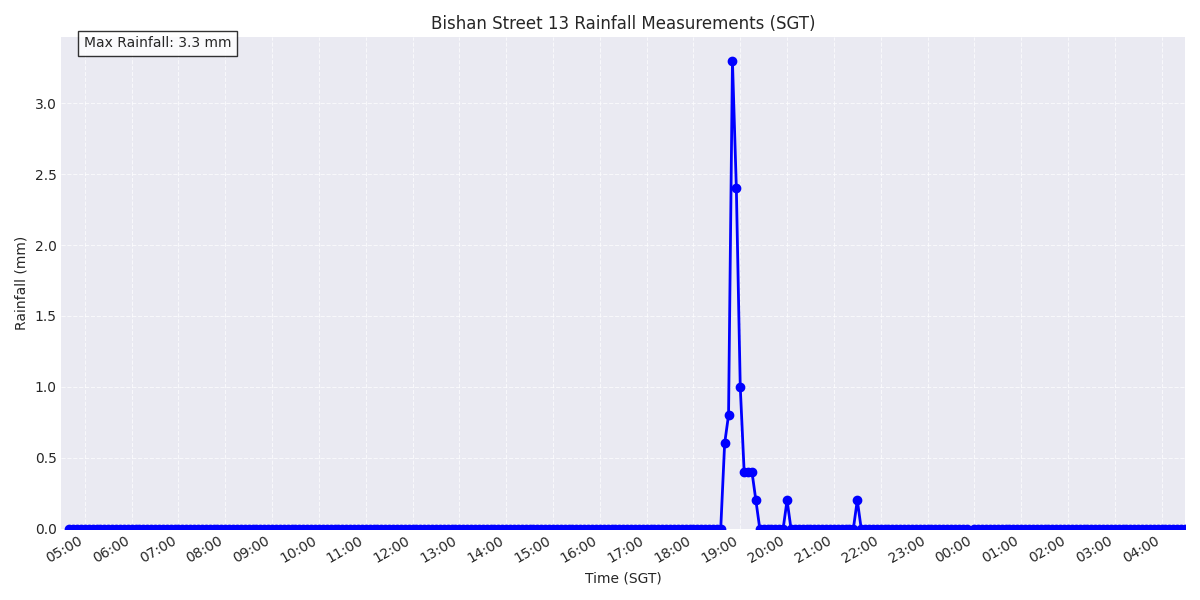 Bishan Street 13 Rainfall Measurements (SGT)
Max Rainfall: 3.3 mm
Rainfall (mm)
3.0
2.5
2.0
1.5
1.0
0.5
0.0
05:00 06:00 07:00 08:00 09:00 10:00 11:00 12:00 13:00 14:00 15:00 16:00 17:00 18:00 19:00 20:00 21:00 22:00 23:00 00:00 01:00 02:00 03:00 04:00
Time (SGT)